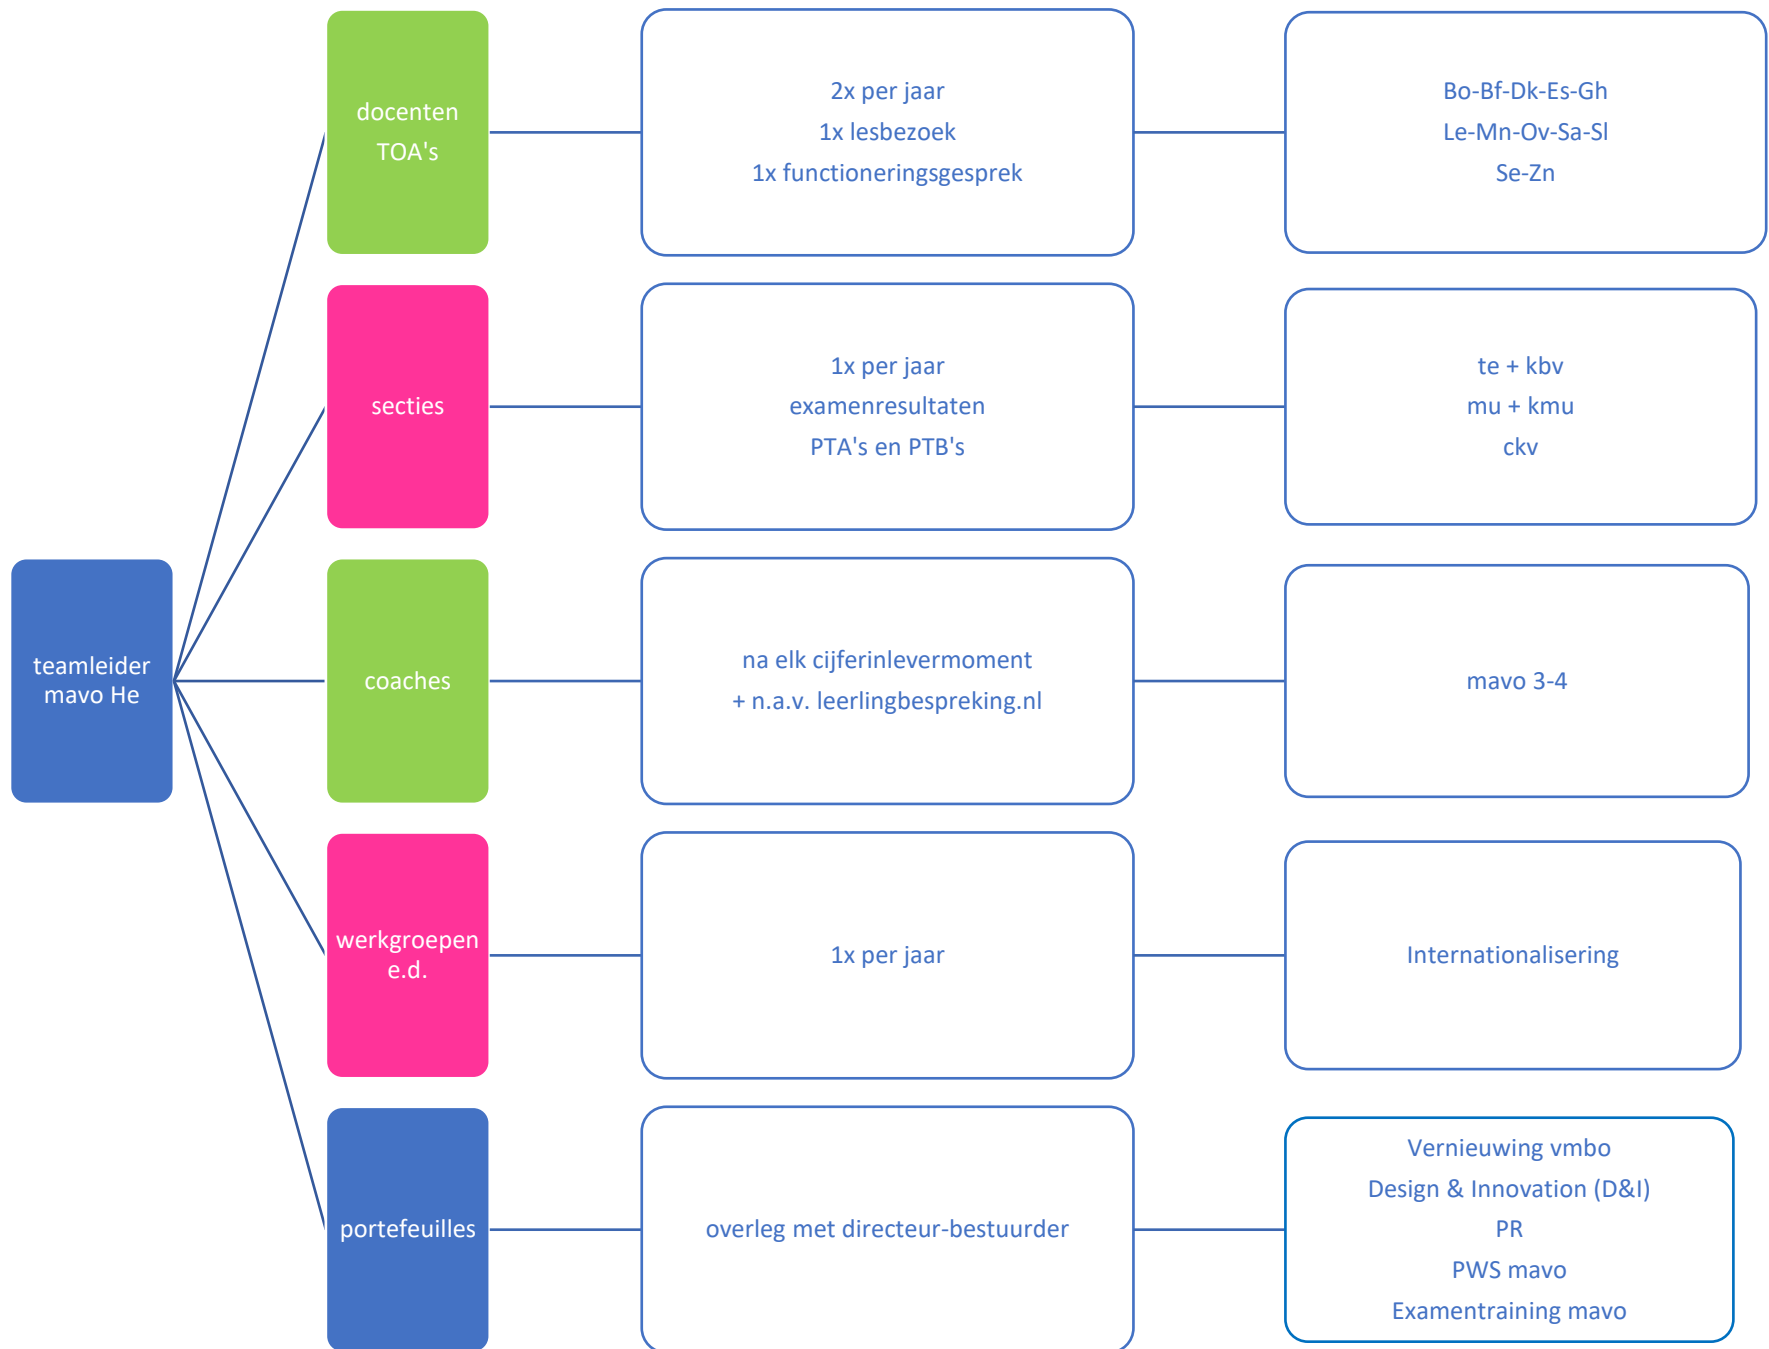 docenten
TOA's
2x per jaar
1x lesbezoek
1x functioneringsgesprek
Bo-Bf-Dk-Es-Gh
Le-Mn-Ov-Sa-Sl
Se-Zn
secties
1x per jaar
examenresultaten
PTA's en PTB's
te + kbv
mu + kmu
ckv
teamleider
mavo He
coaches
na elk cijferinlevermoment
+ n.a.v. leerlingbespreking.nl
mavo 3-4
werkgroepen
e.d.
1x per jaar
Internationalisering
portefeuilles
overleg met directeur-bestuurder
Vernieuwing vmbo
Design & Innovation (D&I)
PR
PWS mavo
Examentraining mavo